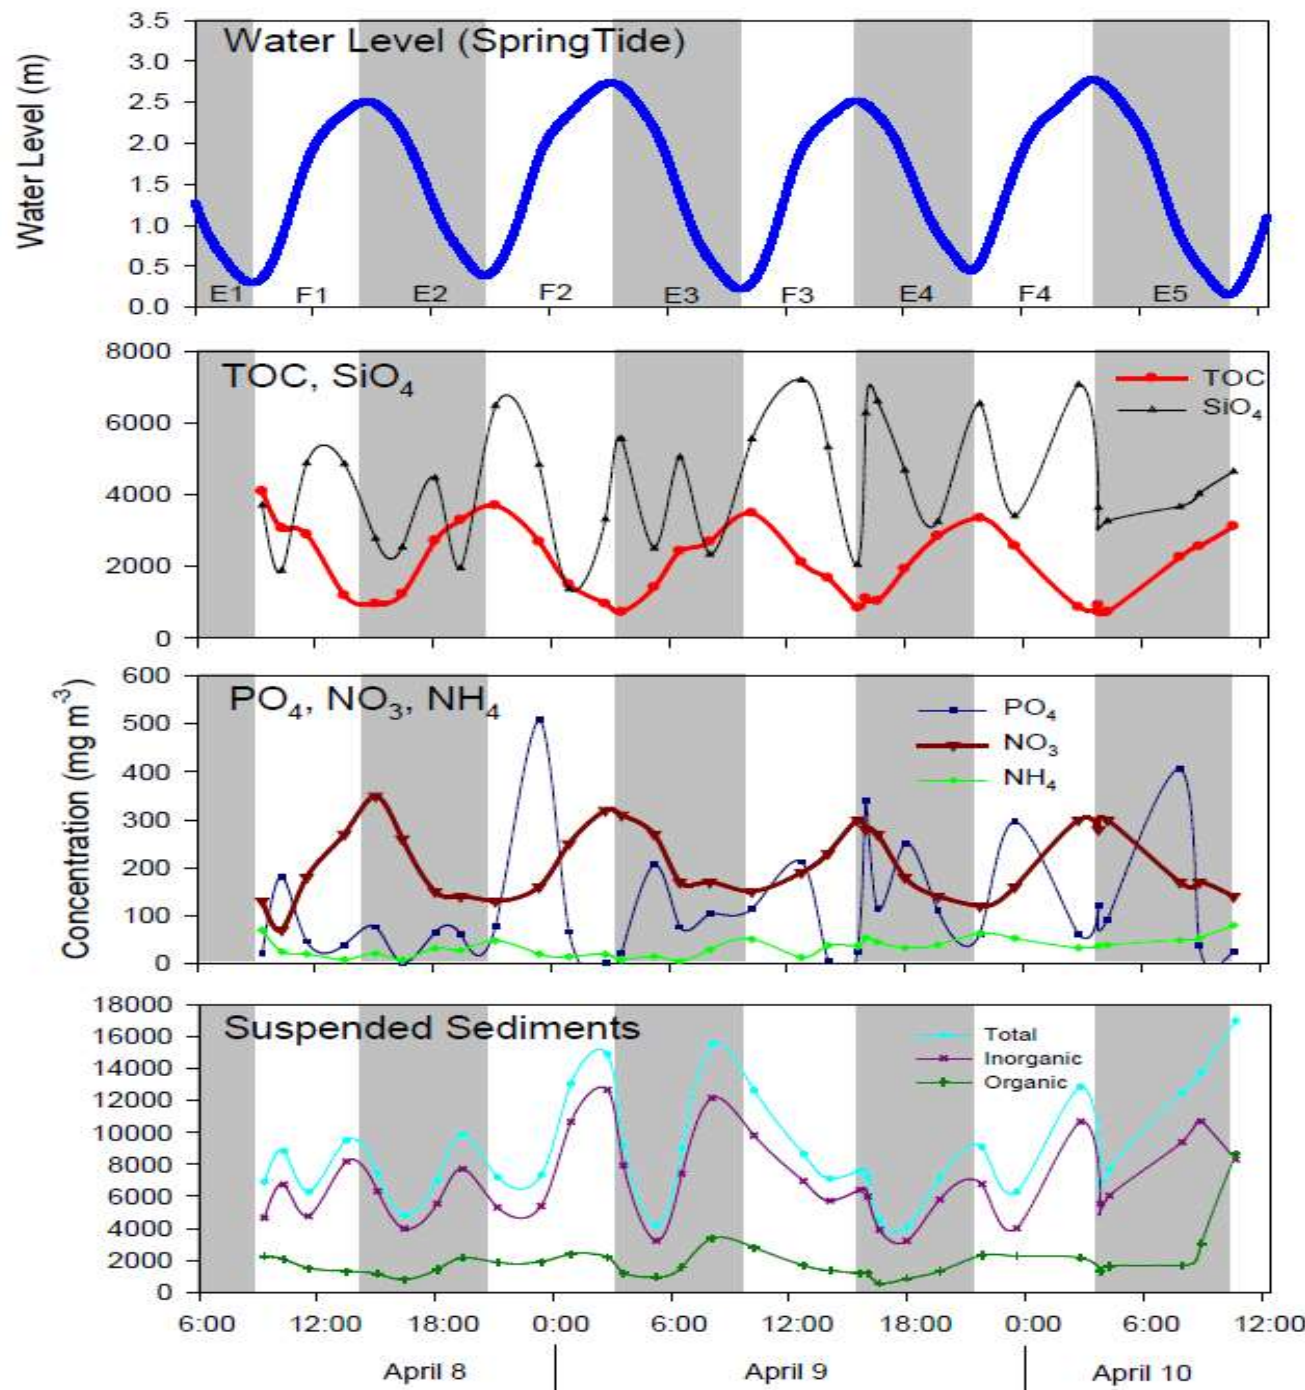 Water Level (SpringTide)
Water Level (m)
3.5
3.0
2.5
2.0
1.5
1.0
0.5
0.0
E1 F1 E2 F2 E3 F3 E4 F4 E5
TOC, SiO₄
TOC
SiO₄
8000
6000
4000
2000
0
Concentration (mg m⁻³)
PO₄, NO₃, NH₄
PO₄
NO₃
NH₄
600
500
400
300
200
100
0
Suspended Sediments
Total
Inorganic
Organic
18000
16000
14000
12000
10000
8000
6000
4000
2000
0
6:00 12:00 18:00 0:00 6:00 12:00 18:00 0:00 6:00 12:00
April 8 April 9 April 10